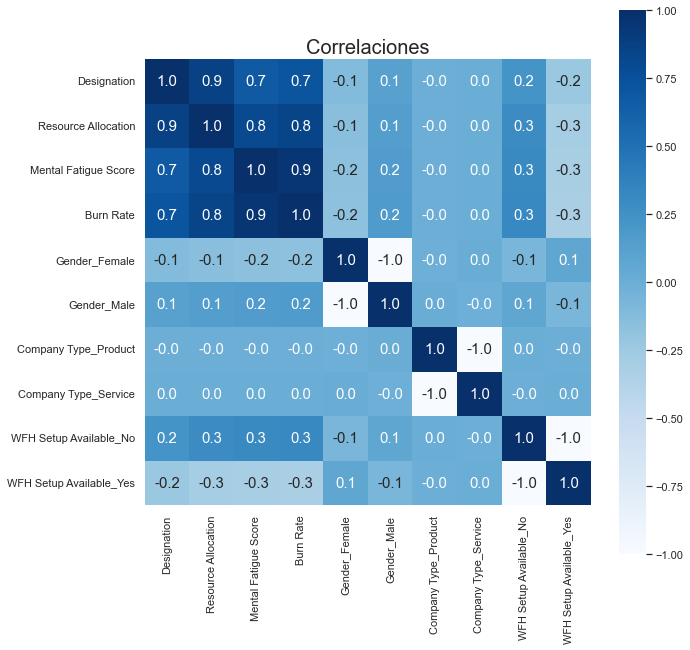 Correlaciones
Designation 1.0 0.9 0.7 0.7 -0.1 0.1 -0.0 0.0 0.2 -0.2
Resource Allocation 0.9 1.0 0.8 0.8 -0.1 0.1 -0.0 0.0 0.3 -0.3
Mental Fatigue Score 0.7 0.8 1.0 0.9 -0.2 0.2 -0.0 0.0 0.3 -0.3
Burn Rate 0.7 0.8 0.9 1.0 -0.2 0.2 -0.0 0.0 0.3 -0.3
Gender_Female -0.1 -0.1 -0.2 -0.2 1.0 -1.0 -0.0 0.0 -0.1 0.1
Gender_Male 0.1 0.1 0.2 0.2 -1.0 1.0 0.0 -0.0 0.1 -0.1
Company Type_Product -0.0 -0.0 -0.0 -0.0 -0.0 0.0 1.0 -1.0 0.0 -0.0
Company Type_Service 0.0 0.0 0.0 0.0 0.0 -0.0 -1.0 1.0 -0.0 0.0
WFH Setup Available_No 0.2 0.3 0.3 0.3 -0.1 0.1 0.0 -0.0 1.0 -1.0
WFH Setup Available_Yes -0.2 -0.3 -0.3 -0.3 0.1 -0.1 -0.0 0.0 -1.0 1.0
Designation
Resource Allocation
Mental Fatigue Score
Burn Rate
Gender_Female
Gender_Male
Company Type_Product
Company Type_Service
WFH Setup Available_No
WFH Setup Available_Yes
1.00
0.75
0.50
0.25
0.00
−0.25
−0.50
−0.75
−1.00